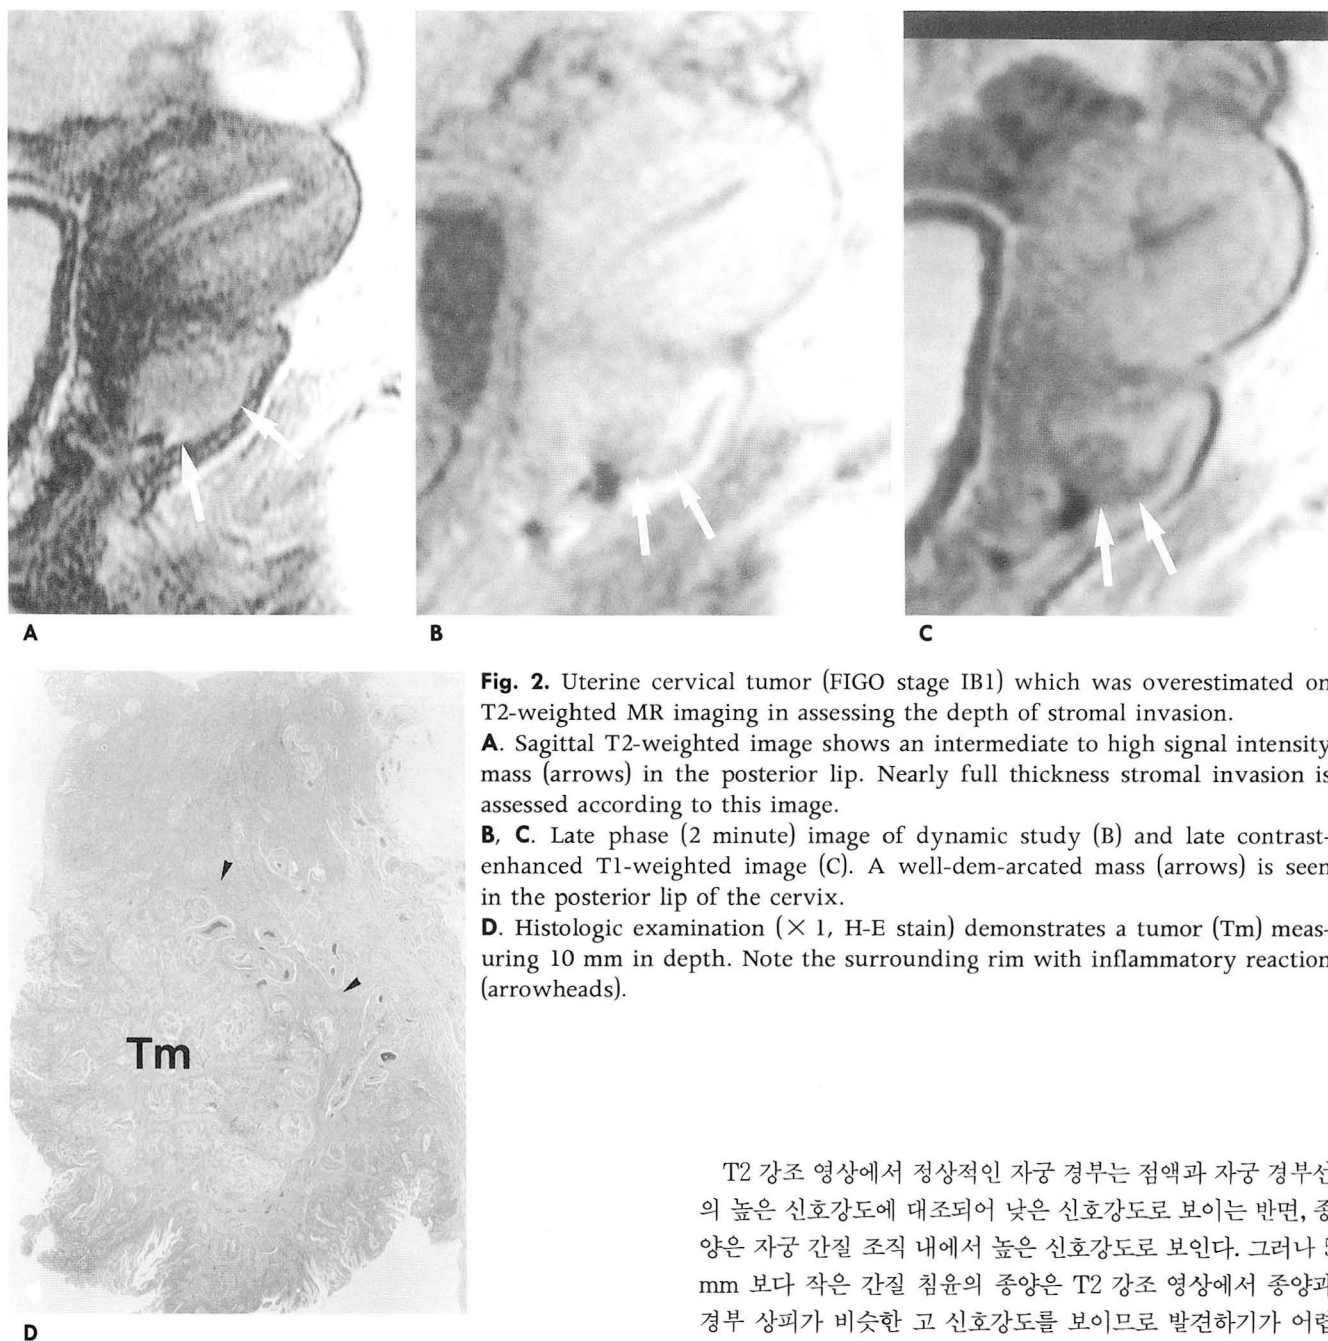 A
B
C
Fig. 2. Uterine cervical tumor (FIGO stage IB1) which was overestimated on
T2-weighted MR imaging in assessing the depth of stromal invasion.
A. Sagittal T2-weighted image shows an intermediate to high signal intensity
mass (arrows) in the posterior lip. Nearly full thickness stromal invasion is
assessed according to this image.
B, C. Late phase (2 minute) image of dynamic study (B) and late contrast-
enhanced T1-weighted image (C). A well-dem-arcated mass (arrows) is seen
in the posterior lip of the cervix.
D. Histologic examination (× 1, H-E stain) demonstrates a tumor (Tm) meas-
uring 10 mm in depth. Note the surrounding rim with inflammatory reaction
(arrowheads).
Tm
D
T2 강조 영상에서 정상적인 자궁 경부는 점액과 자궁 경부선
의 높은 신호강도에 대조되어 낮은 신호강도로 보이는 반면, 종
양은 자궁 간질 조직 내에서 높은 신호강도로 보인다. 그러나
mm 보다 작은 간질 침윤의 종양은 T2 강조 영상에서 종양과
경부 상피가 비슷한 고 신호강도를 보이므로 발견하기가 어렵